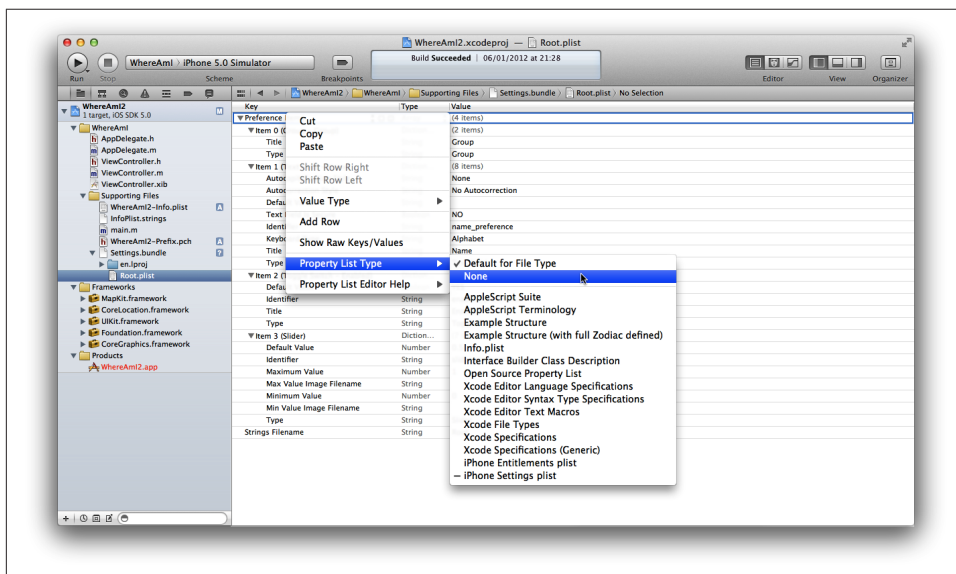 WhereAmI2.xcodeproj — Root.plist
WhereAmI › iPhone 5.0 Simulator
Build Succeeded | 06/01/2012 at 21:28
Run Stop Scheme Breakpoints Editor View Organizer
WhereAmI2 › WhereAmI › Supporting Files › Settings.bundle › Root.plist › No Selection
WhereAmI2
1 target, iOS SDK 5.0
M
WhereAmI
AppDelegate.h
AppDelegate.m
ViewController.h
ViewController.m
ViewController.xib
Supporting Files
WhereAmI2-Info.plist A
InfoPlist.strings
main.m
WhereAmI2-Prefix.pch A
Settings.bundle ?
en.lproj
Root.plist
Frameworks
MapKit.framework
CoreLocation.framework
UIKit.framework
Foundation.framework
CoreGraphics.framework
Products
WhereAmI2.app
Key Type Value
Preference (4 items)
Item 0 (2 items)
Title Group
Type Group
Item 1 (8 items)
None
No Autocorrection
Text NO
name_preference
Alphabet
Title Name
Type
Item 2
Identifier String
Title String
Type String
Item 3 (Slider) Diction...
Default Value Number
Identifier String
Maximum Value Number
Max Value Image Filename String
Minimum Value Number
Min Value Image Filename String
Type String
Strings Filename String
Cut
Copy
Paste
Shift Row Right
Shift Row Left
Value Type
Add Row
Show Raw Keys/Values
Property List Type
Property List Editor Help
✓ Default for File Type
None
AppleScript Suite
AppleScript Terminology
Example Structure
Example Structure (with full Zodiac defined)
Info.plist
Interface Builder Class Description
Open Source Property List
Xcode Editor Language Specifications
Xcode Editor Syntax Type Specifications
Xcode Editor Text Macros
Xcode File Types
Xcode Specifications
Xcode Specifications (Generic)
iPhone Entitlements plist
– iPhone Settings plist